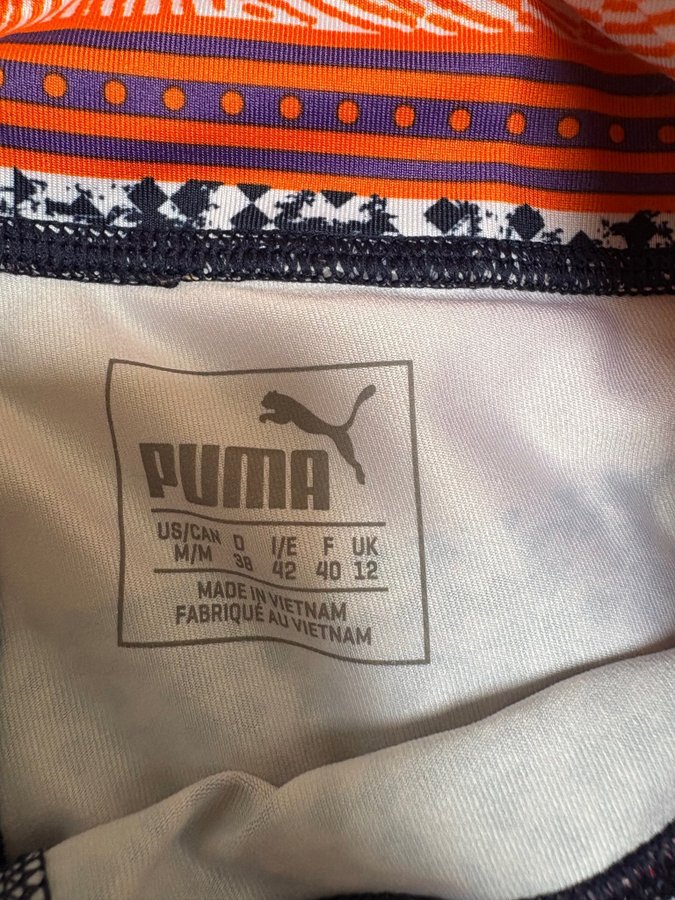 PUMA
US/CAN D I/E F UK
M/M 38 42 40 12
MADE IN VIETNAM
FABRIQUÉ AU VIETNAM